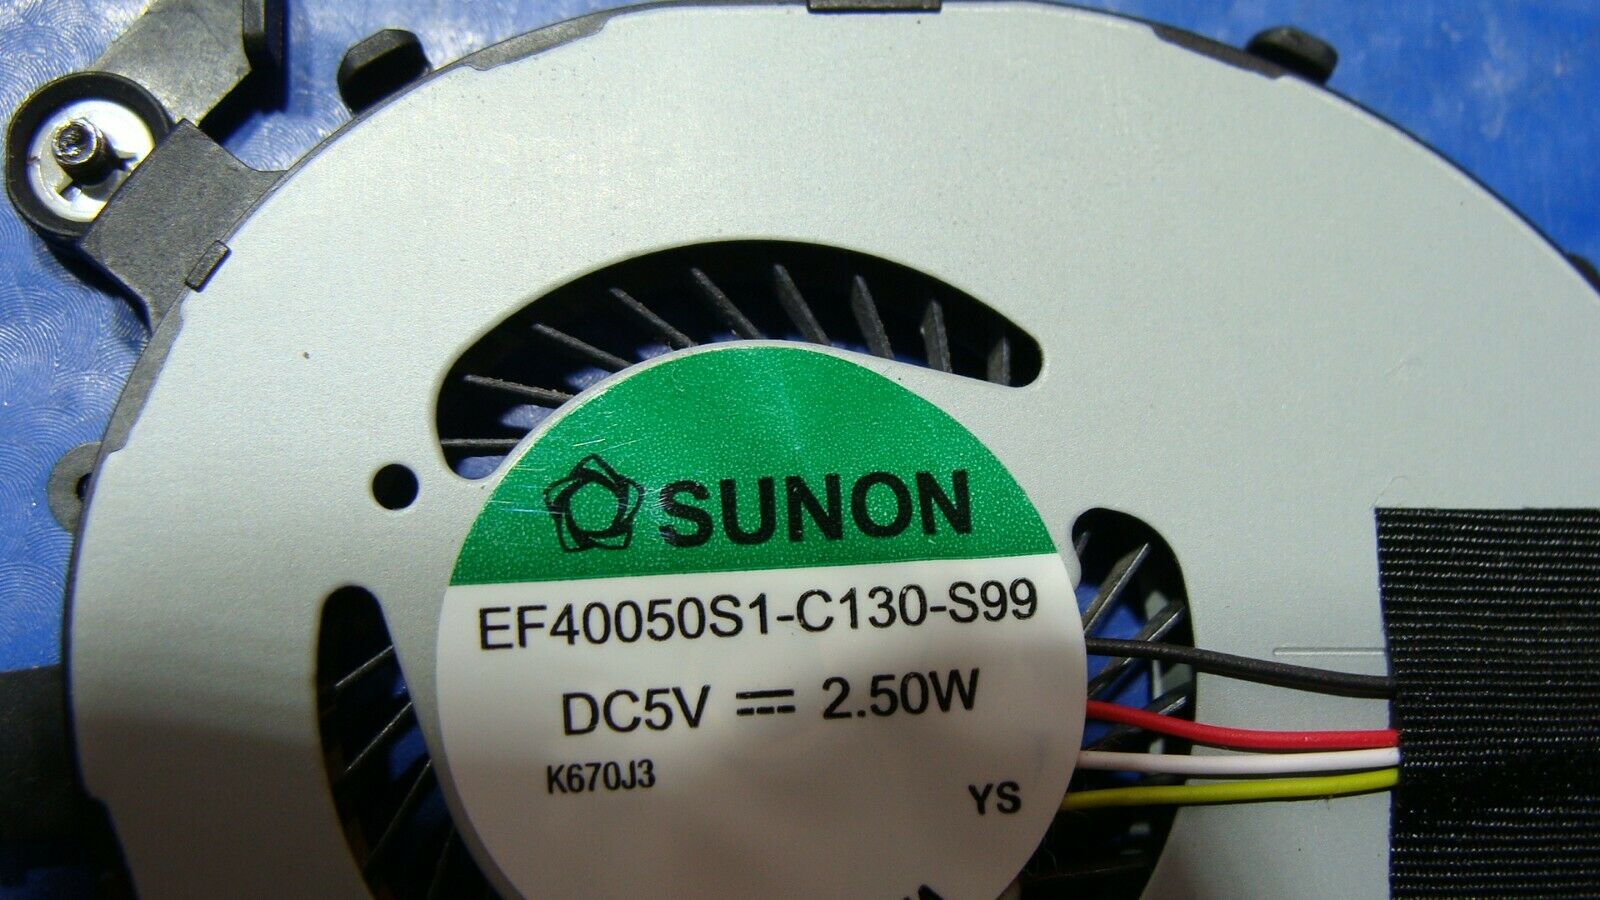 SUNON
EF40050S1-C130-S99
DC5V ⎓ 2.50W
K670J3
YS